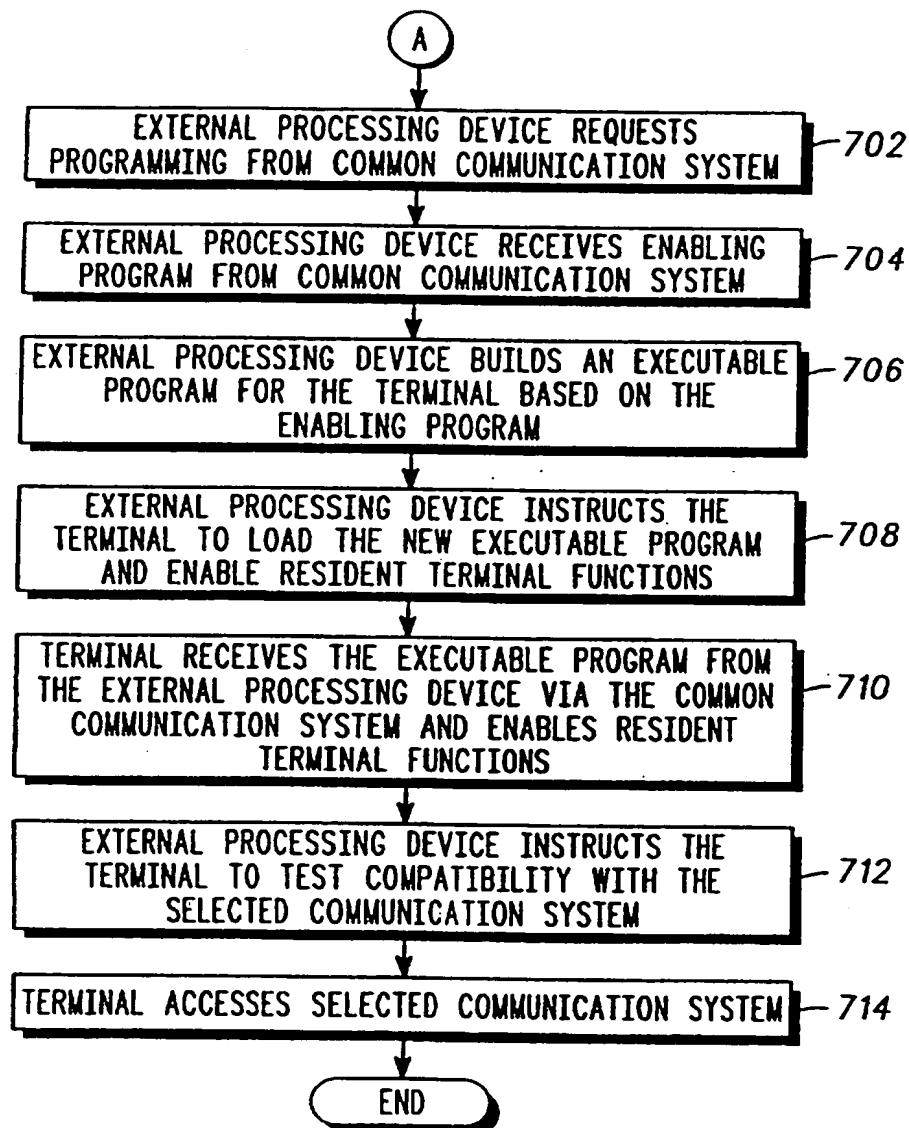 A
EXTERNAL PROCESSING DEVICE REQUESTS
PROGRAMMING FROM COMMON COMMUNICATION SYSTEM
702
EXTERNAL PROCESSING DEVICE RECEIVES ENABLING
PROGRAM FROM COMMON COMMUNICATION SYSTEM
704
EXTERNAL PROCESSING DEVICE BUILDS AN EXECUTABLE
PROGRAM FOR THE TERMINAL BASED ON THE
ENABLING PROGRAM
706
EXTERNAL PROCESSING DEVICE INSTRUCTS THE
TERMINAL TO LOAD THE NEW EXECUTABLE PROGRAM
AND ENABLE RESIDENT TERMINAL FUNCTIONS
708
TERMINAL RECEIVES THE EXECUTABLE PROGRAM FROM
THE EXTERNAL PROCESSING DEVICE VIA THE COMMON
COMMUNICATION SYSTEM AND ENABLES RESIDENT
TERMINAL FUNCTIONS
710
EXTERNAL PROCESSING DEVICE INSTRUCTS THE
TERMINAL TO TEST COMPATIBILITY WITH THE
SELECTED COMMUNICATION SYSTEM
712
TERMINAL ACCESSES SELECTED COMMUNICATION SYSTEM
714
END